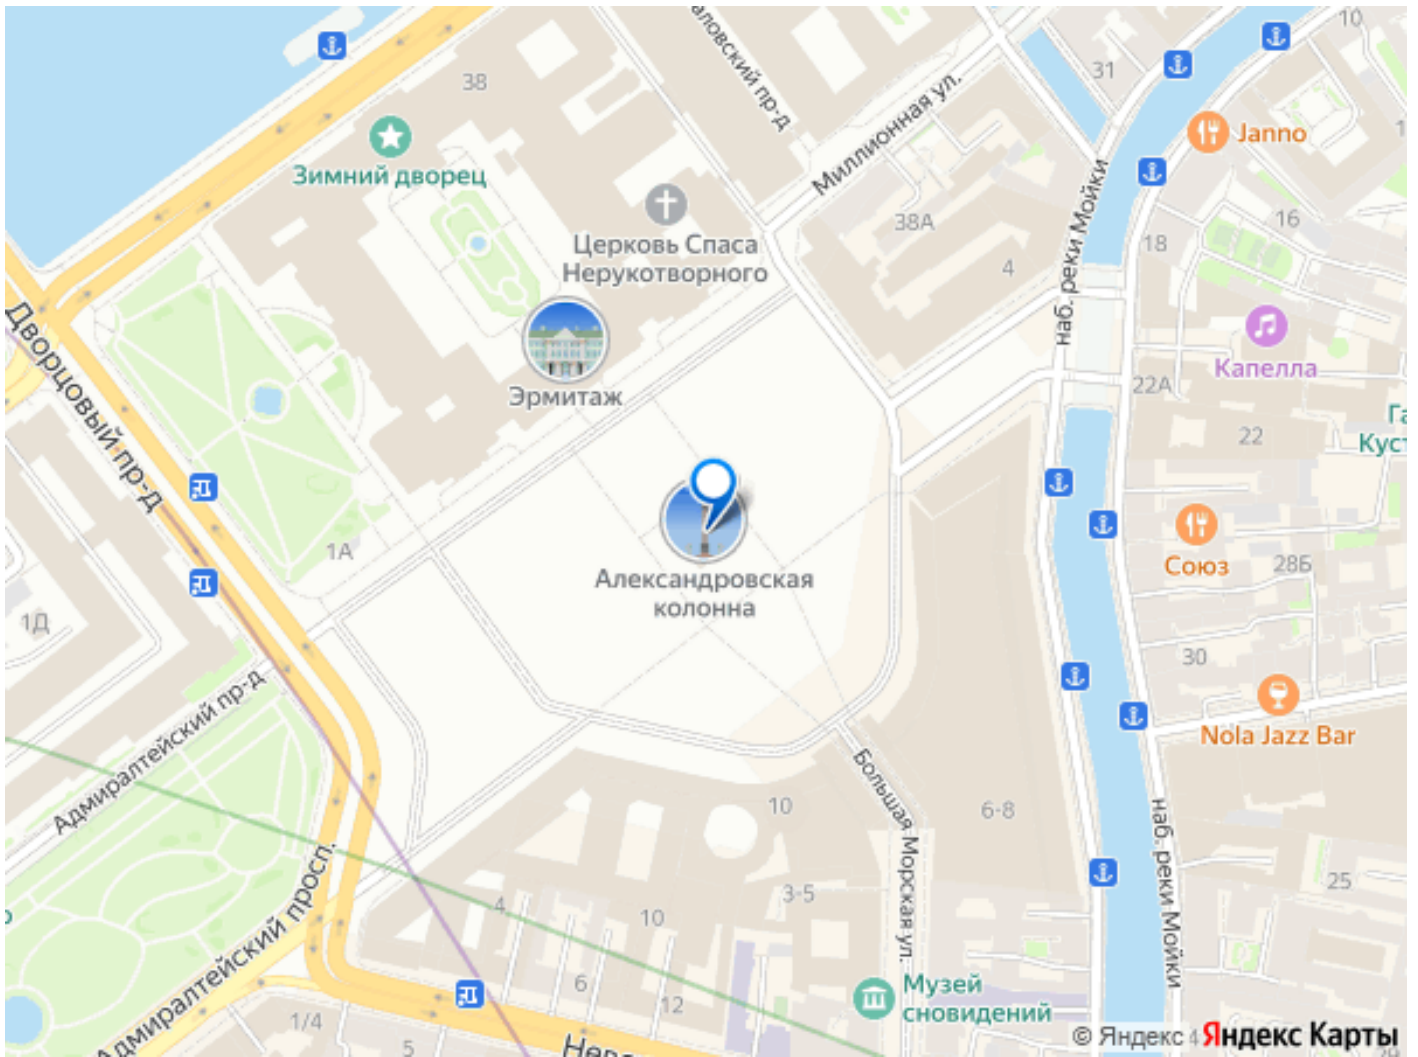 10
38
31
Миллионная ул.
Janno
Зимний дворец
Церковь Спаса
Нерукотворного
38А
16
18
4
наб. реки Мойки
Капелла
Дворцовый пр-д
Эрмитаж
22А
22
1А
Александровская
колонна
Союз
28Б
1Д
30
Адмиралтейский пр-д
Nola Jazz Bar
Большая Морская ул.
10
6-8
наб. реки Мойки
3-5
25
4
10
Адмиралтейский просп.
6
12
Музей
сновидений
1/4
5
© Яндекс
Яндекс Карты